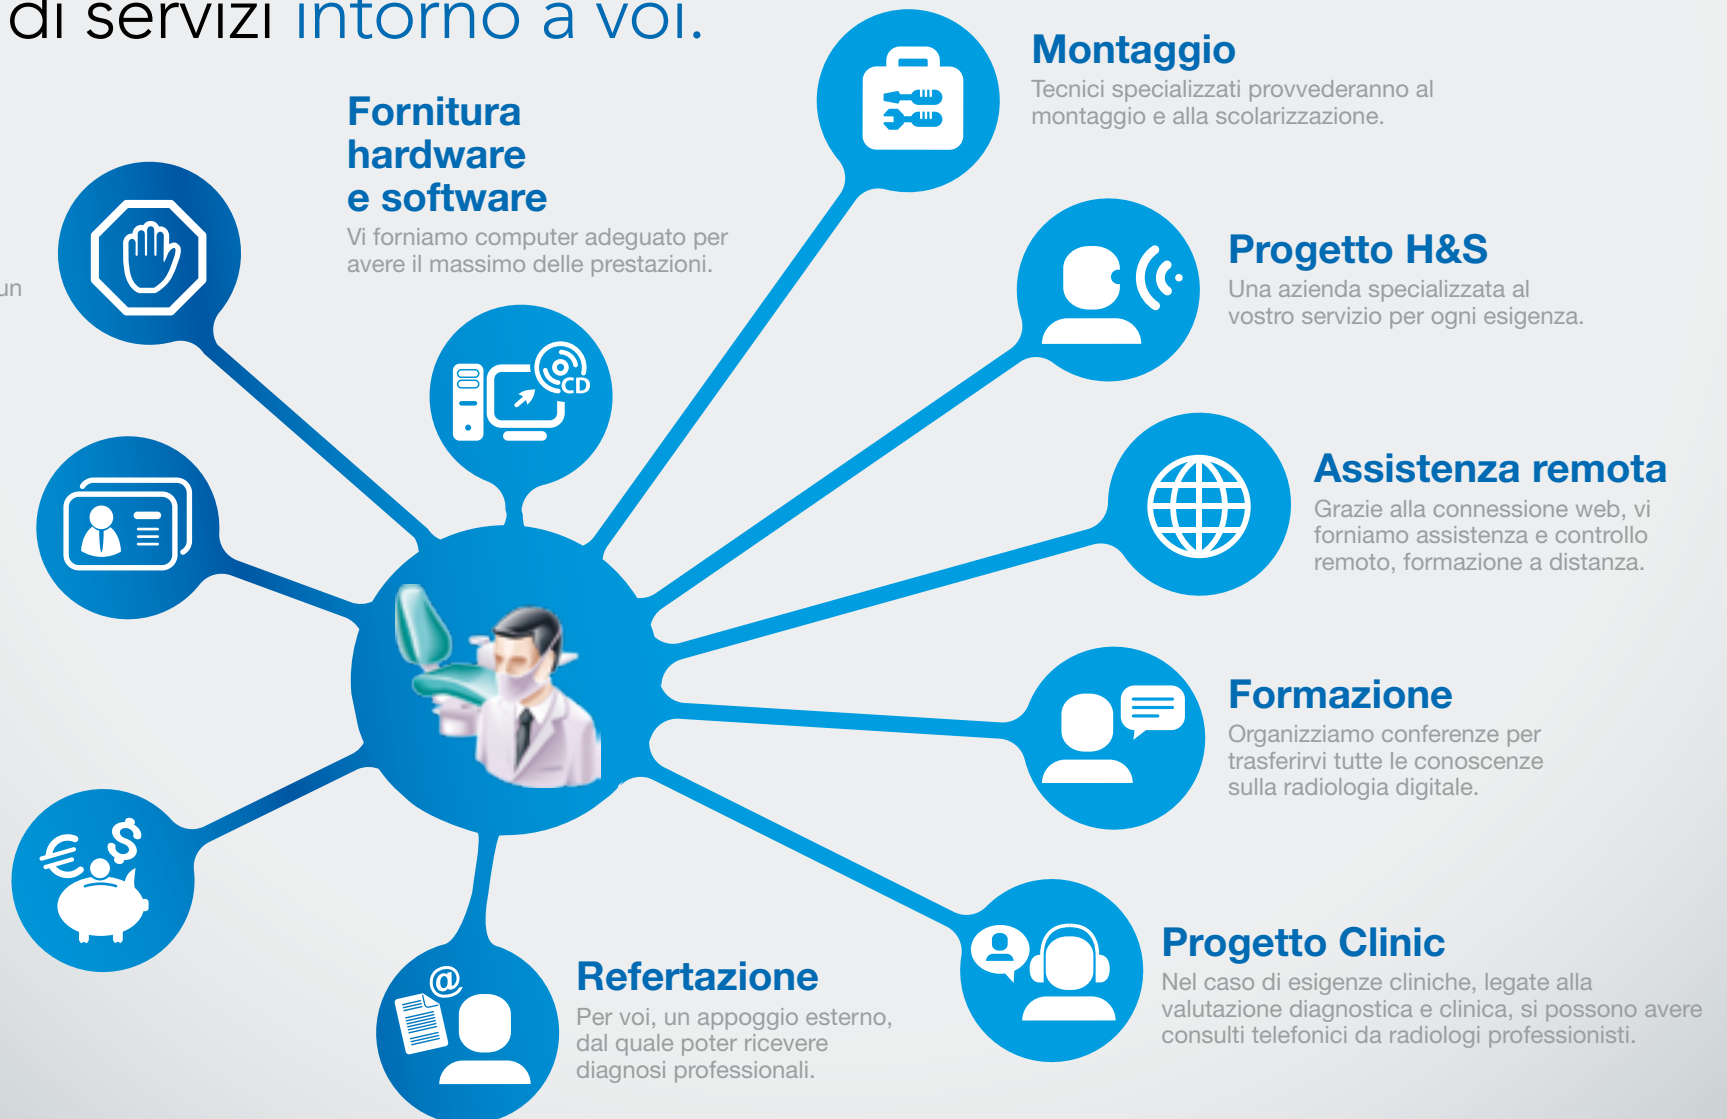 di servizi intorno a voi.
Montaggio
Tecnici specializzati provvederanno al
montaggio e alla scolarizzazione.
Fornitura
hardware
e software
Vi forniamo computer adeguato per
avere il massimo delle prestazioni.
un
CD
Progetto H&S
Una azienda specializzata al
vostro servizio per ogni esigenza.
Assistenza remota
Grazie alla connessione web, vi
forniamo assistenza e controllo
remoto, formazione a distanza.
Formazione
Organizziamo conferenze per
trasferirvi tutte le conoscenze
sulla radiologia digitale.
€ $
Progetto Clinic
Nel caso di esigenze cliniche, legate alla
valutazione diagnostica e clinica, si possono avere
consulti telefonici da radiologi professionisti.
@
Refertazione
Per voi, un appoggio esterno,
dal quale poter ricevere
diagnosi professionali.